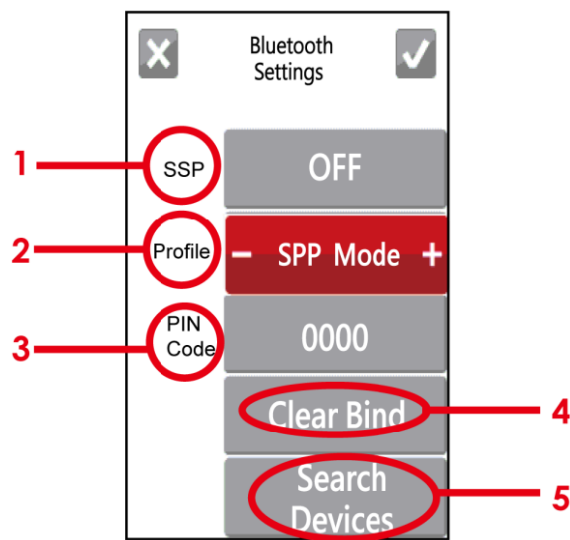 Bluetooth
Settings
1
SSP
OFF
2
Profile
– SPP Mode +
3
PIN
Code
0000
Clear Bind
4
Search
Devices
5